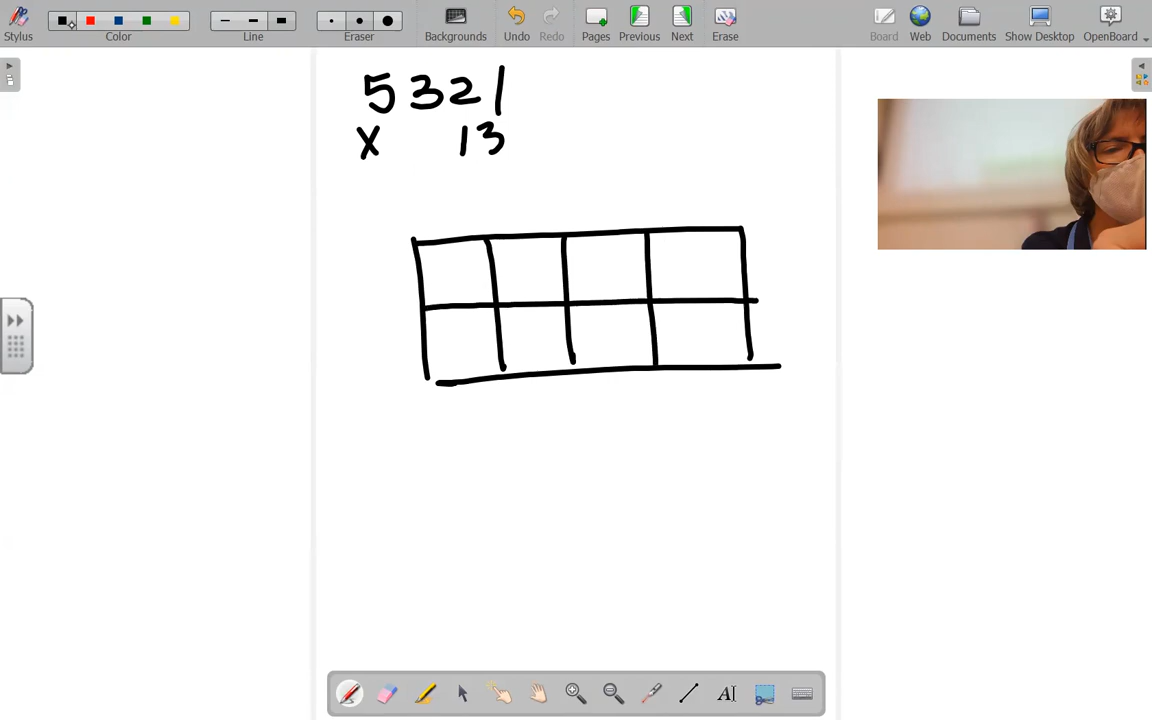 Stylus Color Line Eraser Backgrounds Undo Redo Pages Previous Next Erase Board Web Documents Show Desktop OpenBoard
5321
x 13
AI